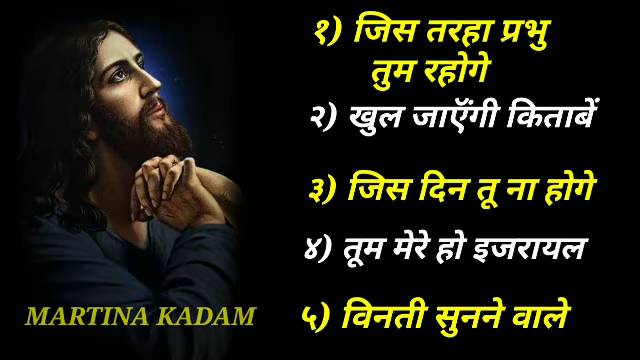 १) जिस तरहा प्रभु
तुम रहोगे
२) खुल जाऍंगी किताबें
३) जिस दिन तू ना होगे
४) तूम मेरे हो इजरायल
५) विनती सुनने वाले
MARTINA KADAM